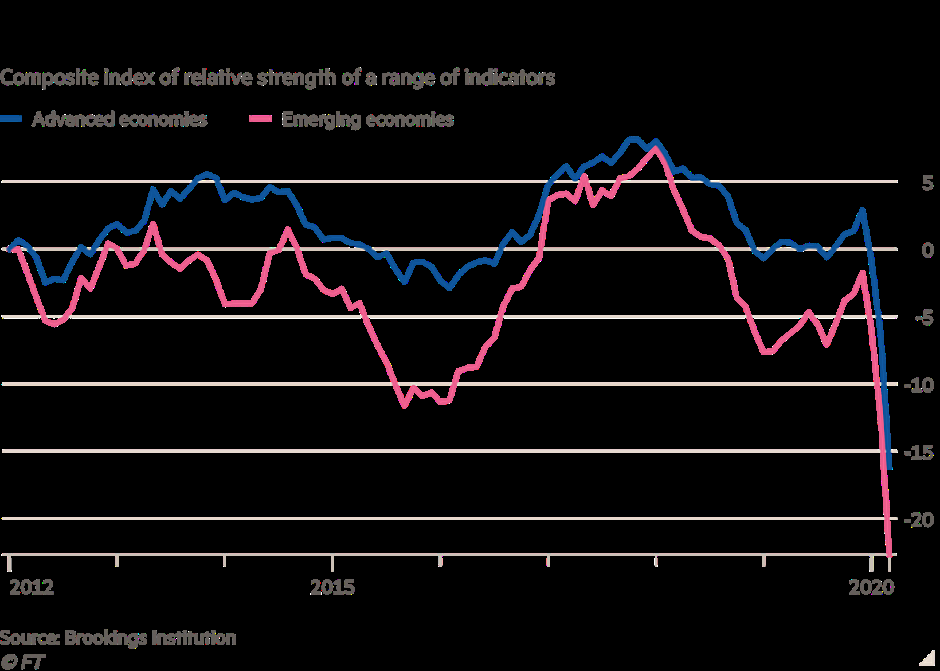 Composite index of relative strength of a range of indicators
Advanced economies Emerging economies
5
0
-5
-10
-15
-20
2012 2015 2020
Source: Brookings Institution
© FT